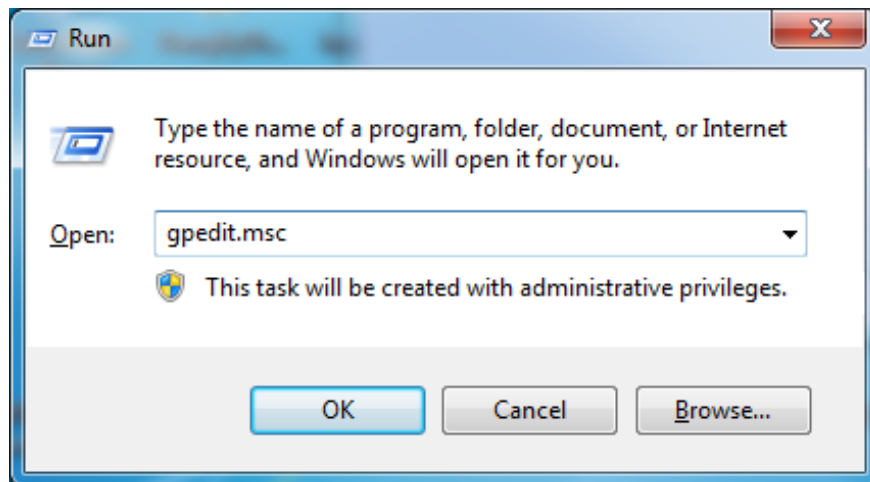 Run
Type the name of a program, folder, document, or Internet
resource, and Windows will open it for you.
Open: gpedit.msc
This task will be created with administrative privileges.
OK Cancel Browse...